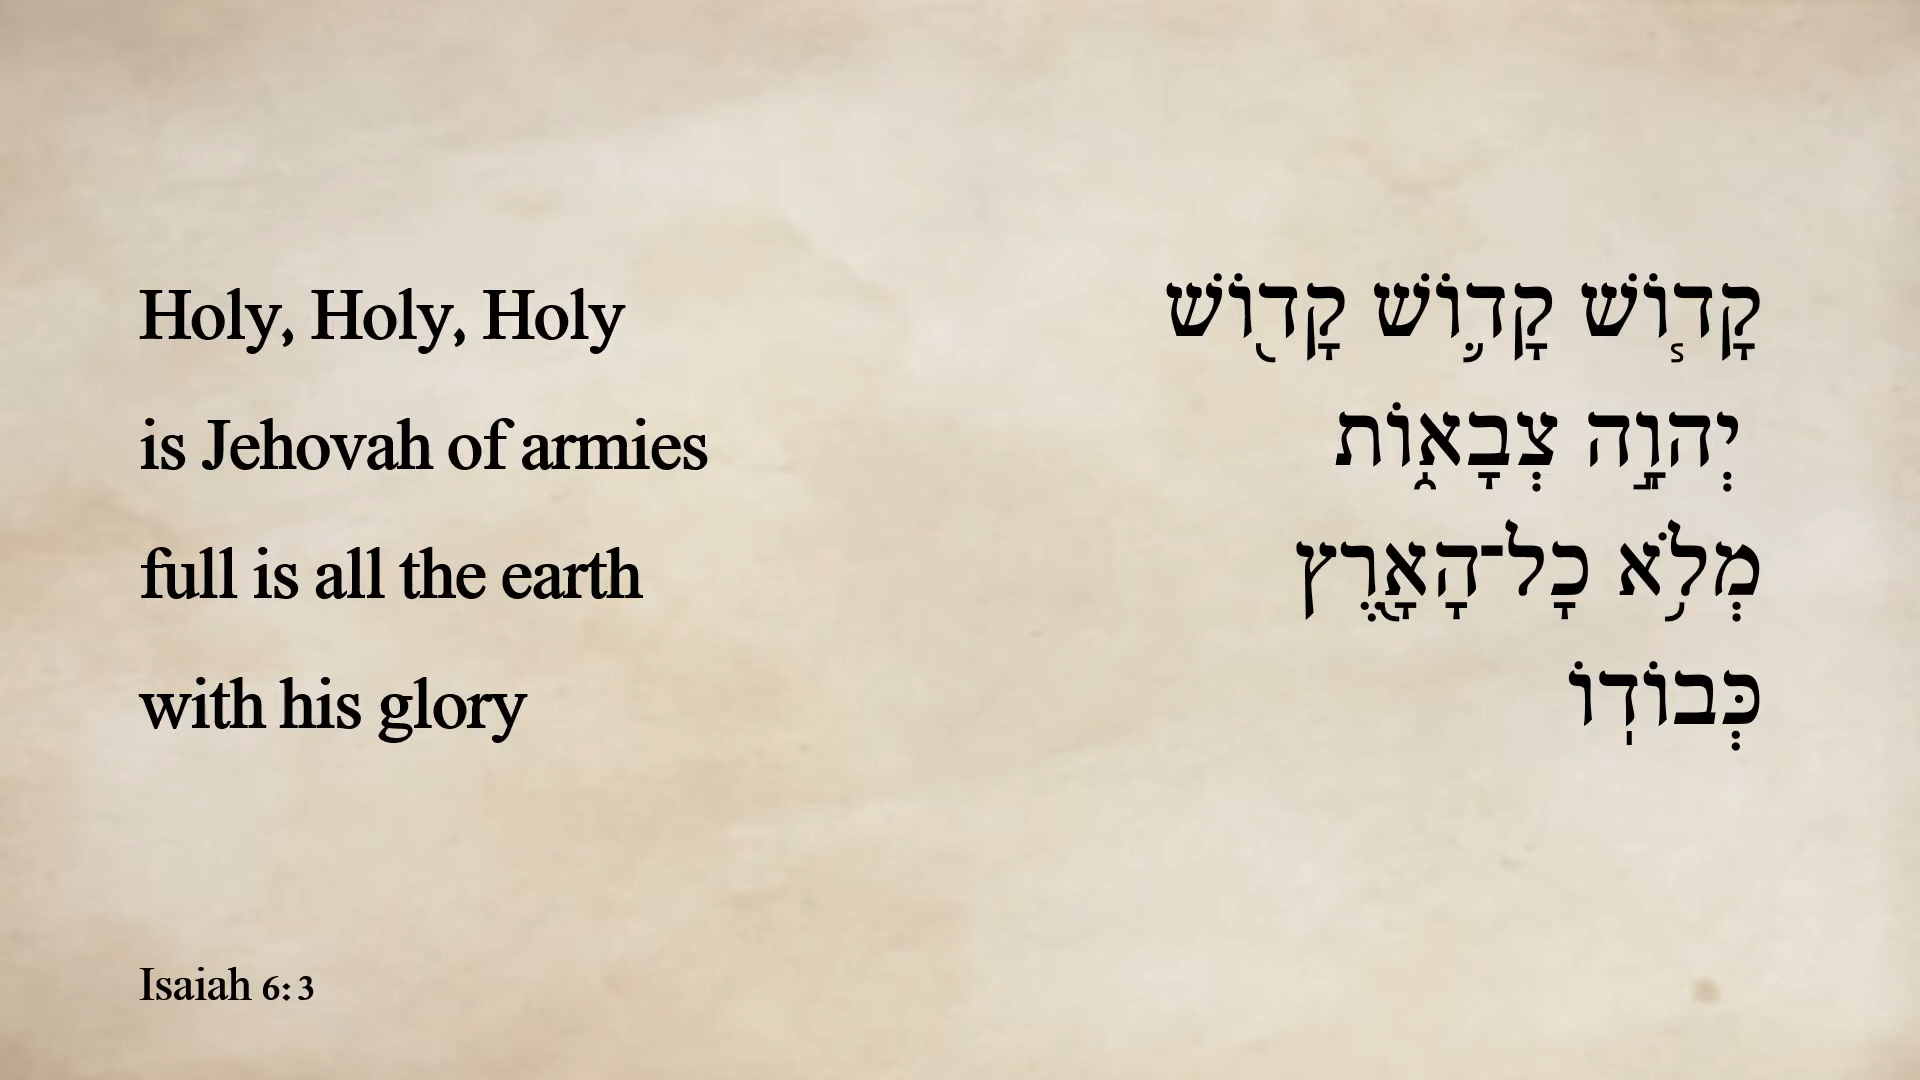 Holy, Holy, Holy
is Jehovah of armies
full is all the earth
with his glory
קָד֧וֹשׁ קָד֛וֹשׁ קָד֖וֹשׁ
יְהוָ֣ה צְבָא֑וֹת
מְלֹ֥א כָל־הָאָ֖רֶץ
כְּבוֹדֽוֹ
Isaiah 6:3